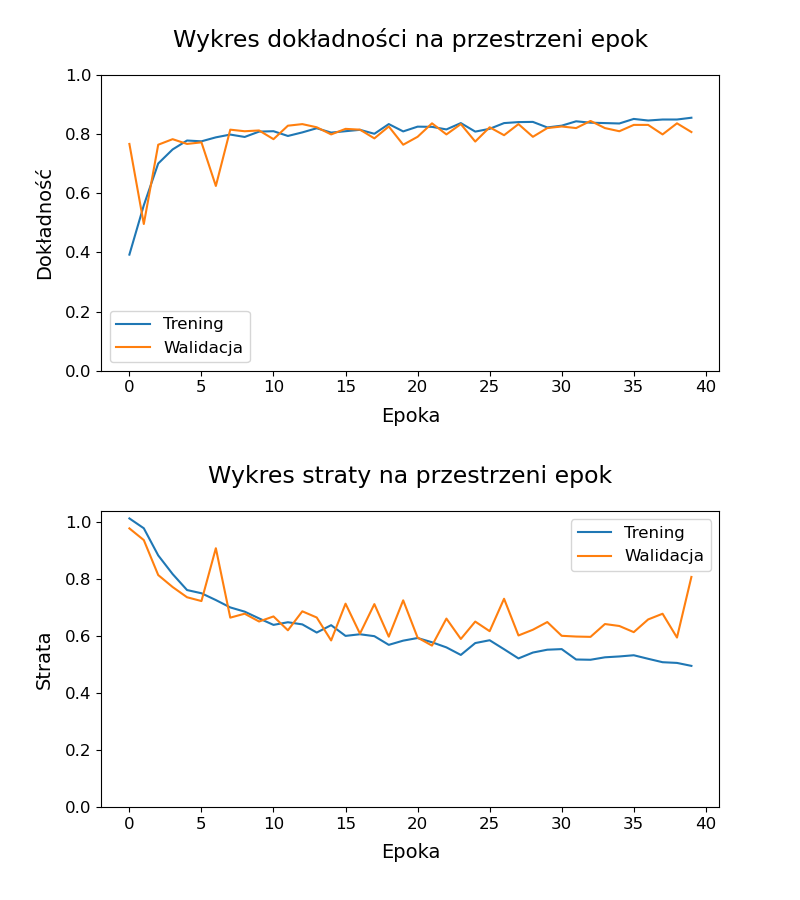 Wykres dokładności na przestrzeni epok
1.0
0.8
0.6
0.4
0.2
0.0
Dokładność
Trening
Walidacja
0 5 10 15 20 25 30 35 40
Epoka
Wykres straty na przestrzeni epok
1.0
0.8
0.6
0.4
0.2
0.0
Strata
Trening
Walidacja
0 5 10 15 20 25 30 35 40
Epoka